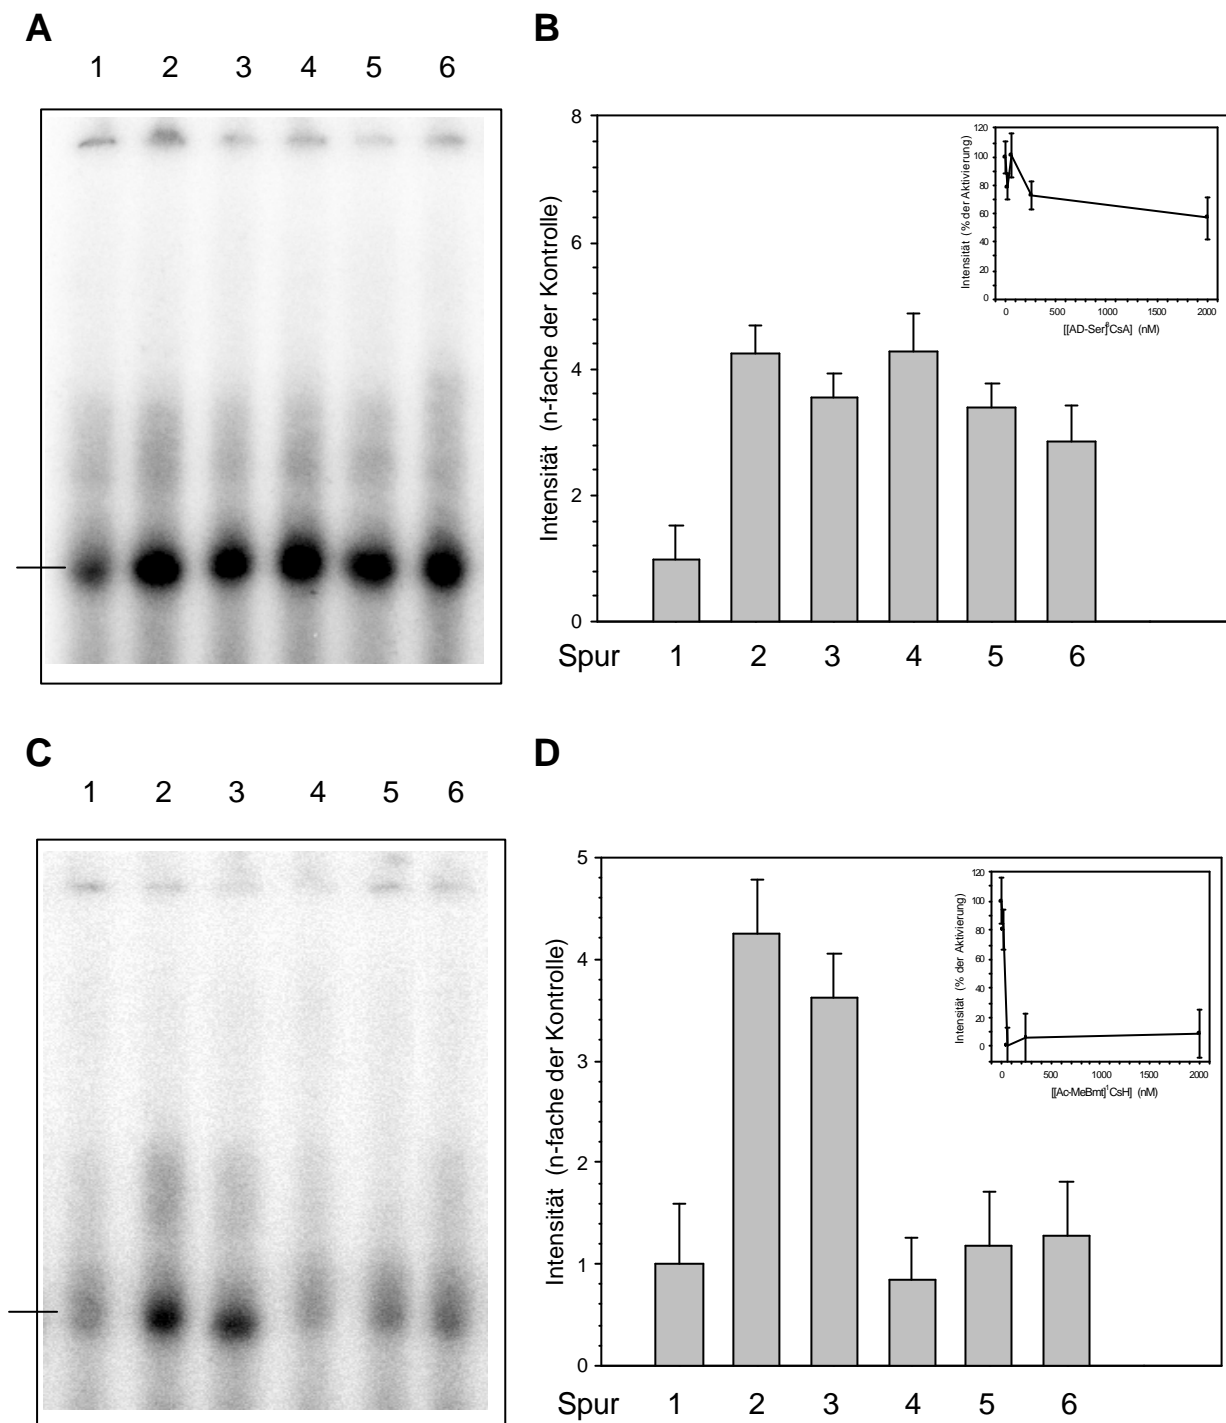 A
1 2 3 4 5 6
B
Intensität (n-fache der Kontrolle)
8
6
4
2
0
Spur 1 2 3 4 5 6
Intensität (% der Aktivierung)
120
100
80
60
40
20
0
0 500 1000 1500 2000
[[AD-Ser]⁸CsA] (nM)
C
1 2 3 4 5 6
D
Intensität (n-fache der Kontrolle)
5
4
3
2
1
0
Spur 1 2 3 4 5 6
Intensität (% der Aktivierung)
120
100
80
60
40
20
0
0 500 1000 1500 2000
[[Ac-MeBmt]¹CsH] (nM)